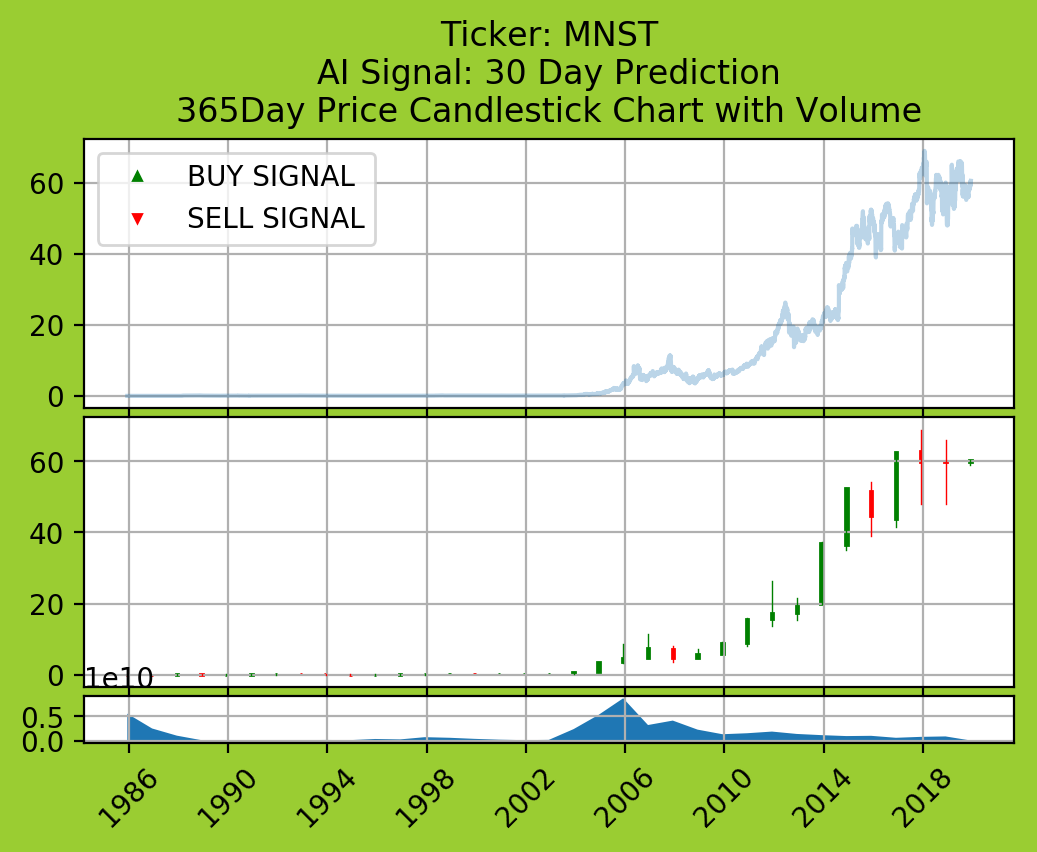 Ticker: MNST
AI Signal: 30 Day Prediction
365Day Price Candlestick Chart with Volume
BUY SIGNAL
SELL SIGNAL
60
40
20
0
60
40
20
0
1e10
0.5
0.0
1986 1990 1994 1998 2002 2006 2010 2014 2018